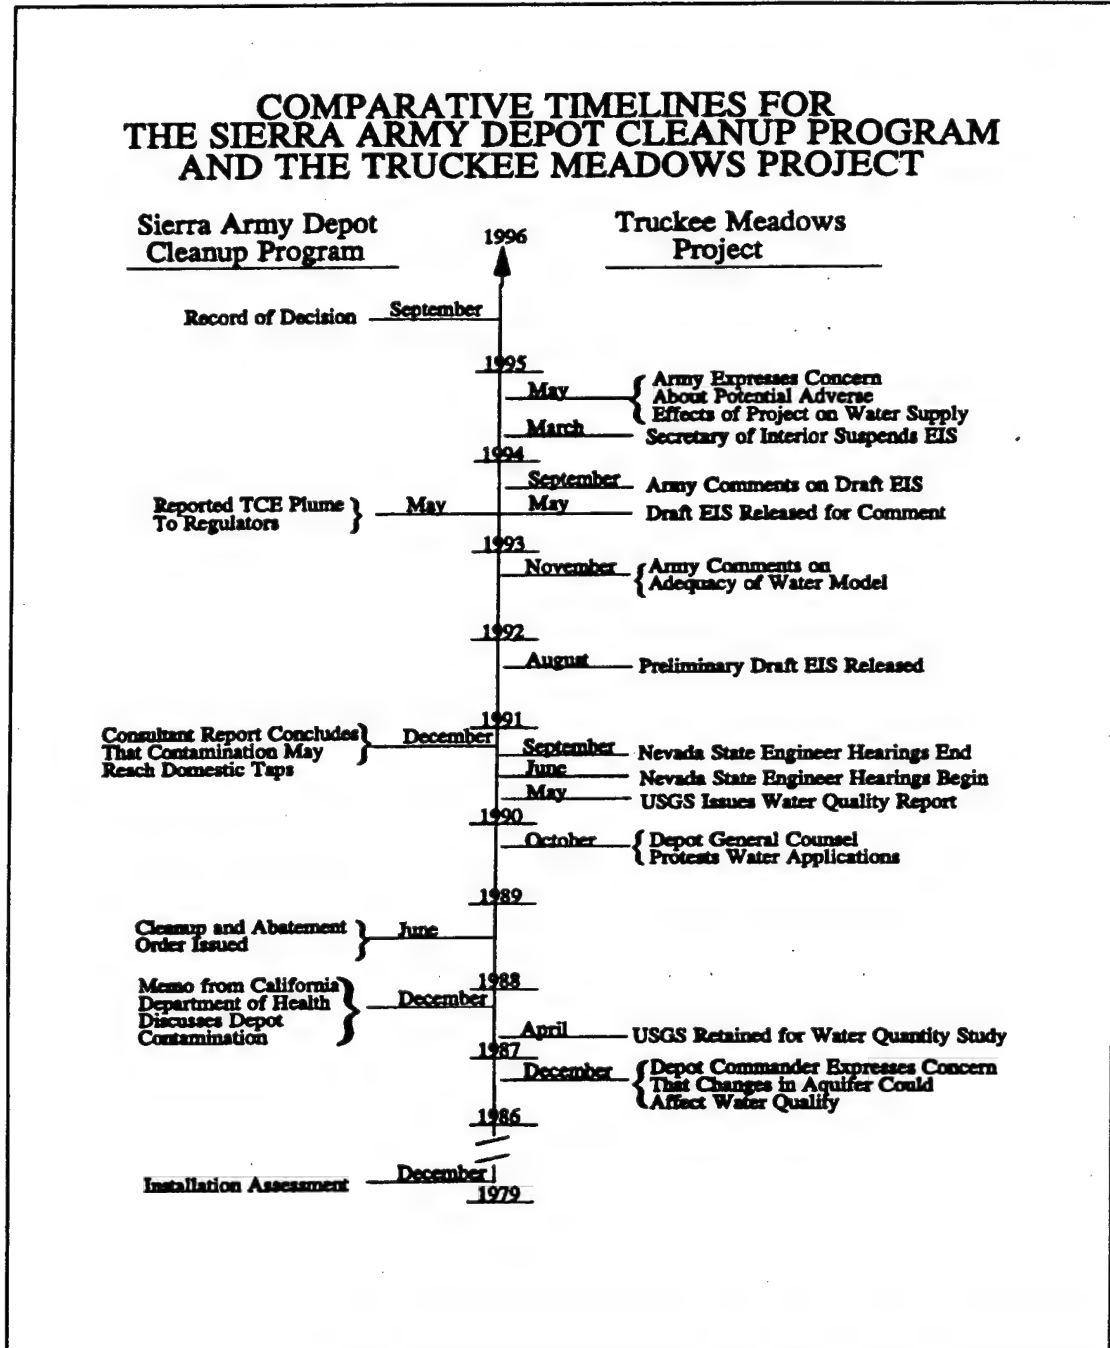 COMPARATIVE TIMELINES FOR
THE SIERRA ARMY DEPOT CLEANUP PROGRAM
AND THE TRUCKEE MEADOWS PROJECT
Sierra Army Depot
Cleanup Program
Truckee Meadows
Project
1996
Record of Decision
September
1995
May
Army Expresses Concern
About Potential Adverse
Effects of Project on Water Supply
March
Secretary of Interior Suspends EIS
1994
September
Army Comments on Draft EIS
Reported TCE Plume
To Regulators
May
May
Draft EIS Released for Comment
1993
November
Army Comments on
Adequacy of Water Model
1992
August
Preliminary Draft EIS Released
1991
Consultant Report Concludes
That Contamination May
Reach Domestic Taps
December
September
Nevada State Engineer Hearings End
June
Nevada State Engineer Hearings Begin
May
USGS Issues Water Quality Report
1990
October
Depot General Counsel
Protests Water Applications
1989
Cleanup and Abatement
Order Issued
June
1988
Memo from California
Department of Health
Discusses Depot
Contamination
December
April
USGS Retained for Water Quantity Study
1987
December
Depot Commander Expresses Concern
That Changes in Aquifer Could
Affect Water Quality
1986
Installation Assessment
December
1979